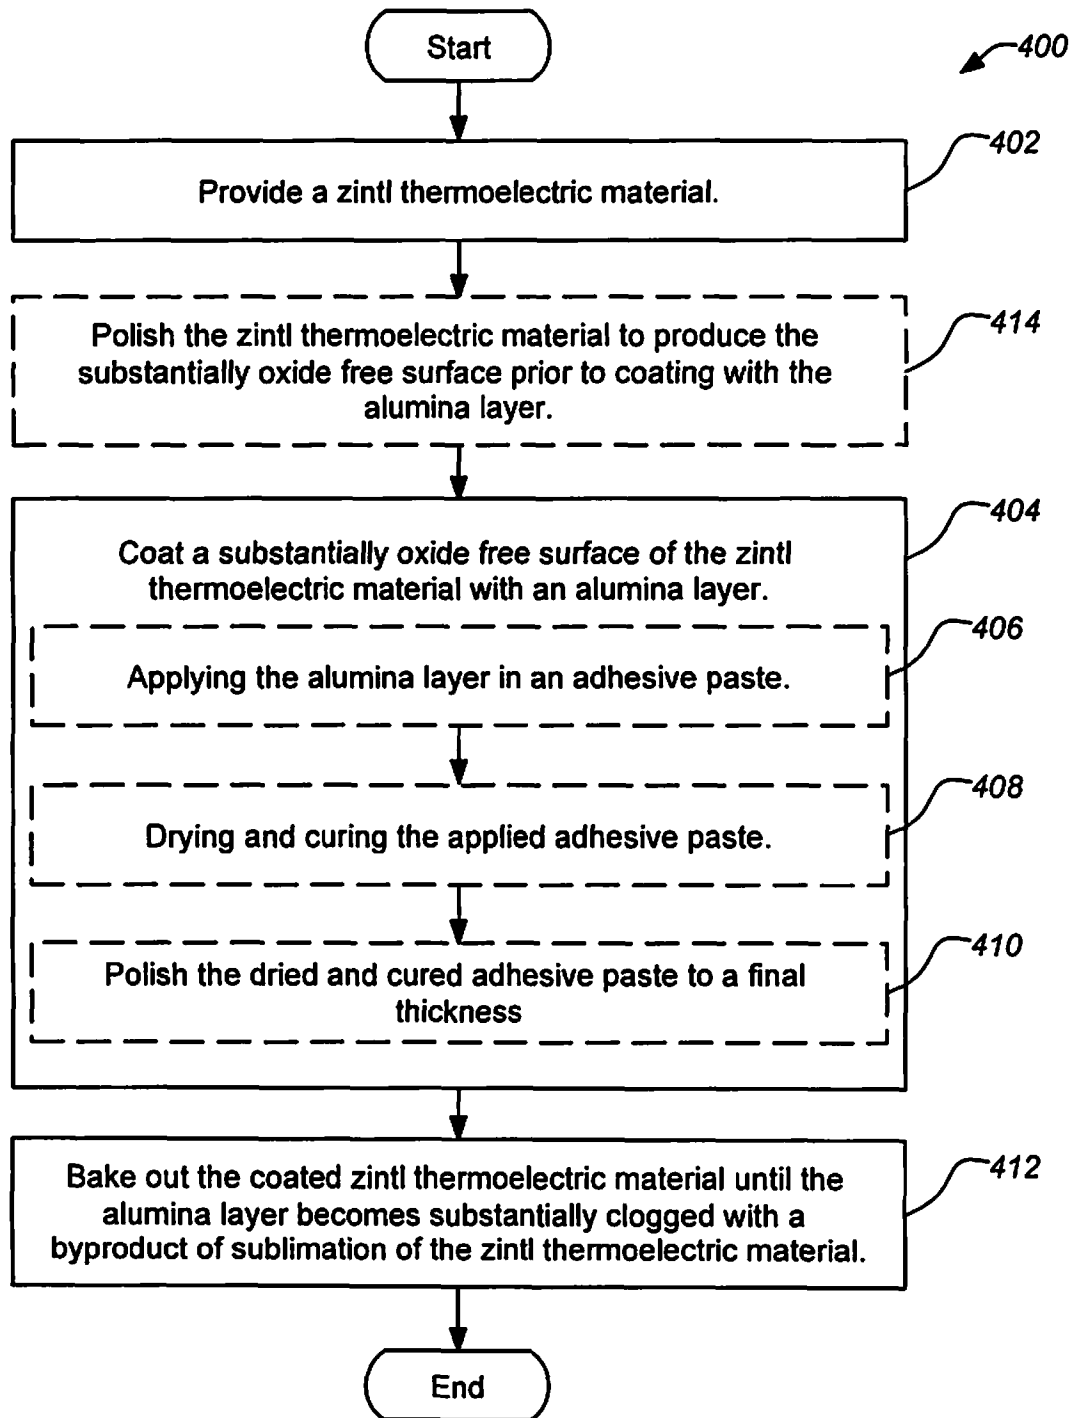 Start
400
402
Provide a zintl thermoelectric material.
414
Polish the zintl thermoelectric material to produce the
substantially oxide free surface prior to coating with the
alumina layer.
404
Coat a substantially oxide free surface of the zintl
thermoelectric material with an alumina layer.
406
Applying the alumina layer in an adhesive paste.
408
Drying and curing the applied adhesive paste.
410
Polish the dried and cured adhesive paste to a final
thickness
412
Bake out the coated zintl thermoelectric material until the
alumina layer becomes substantially clogged with a
byproduct of sublimation of the zintl thermoelectric material.
End